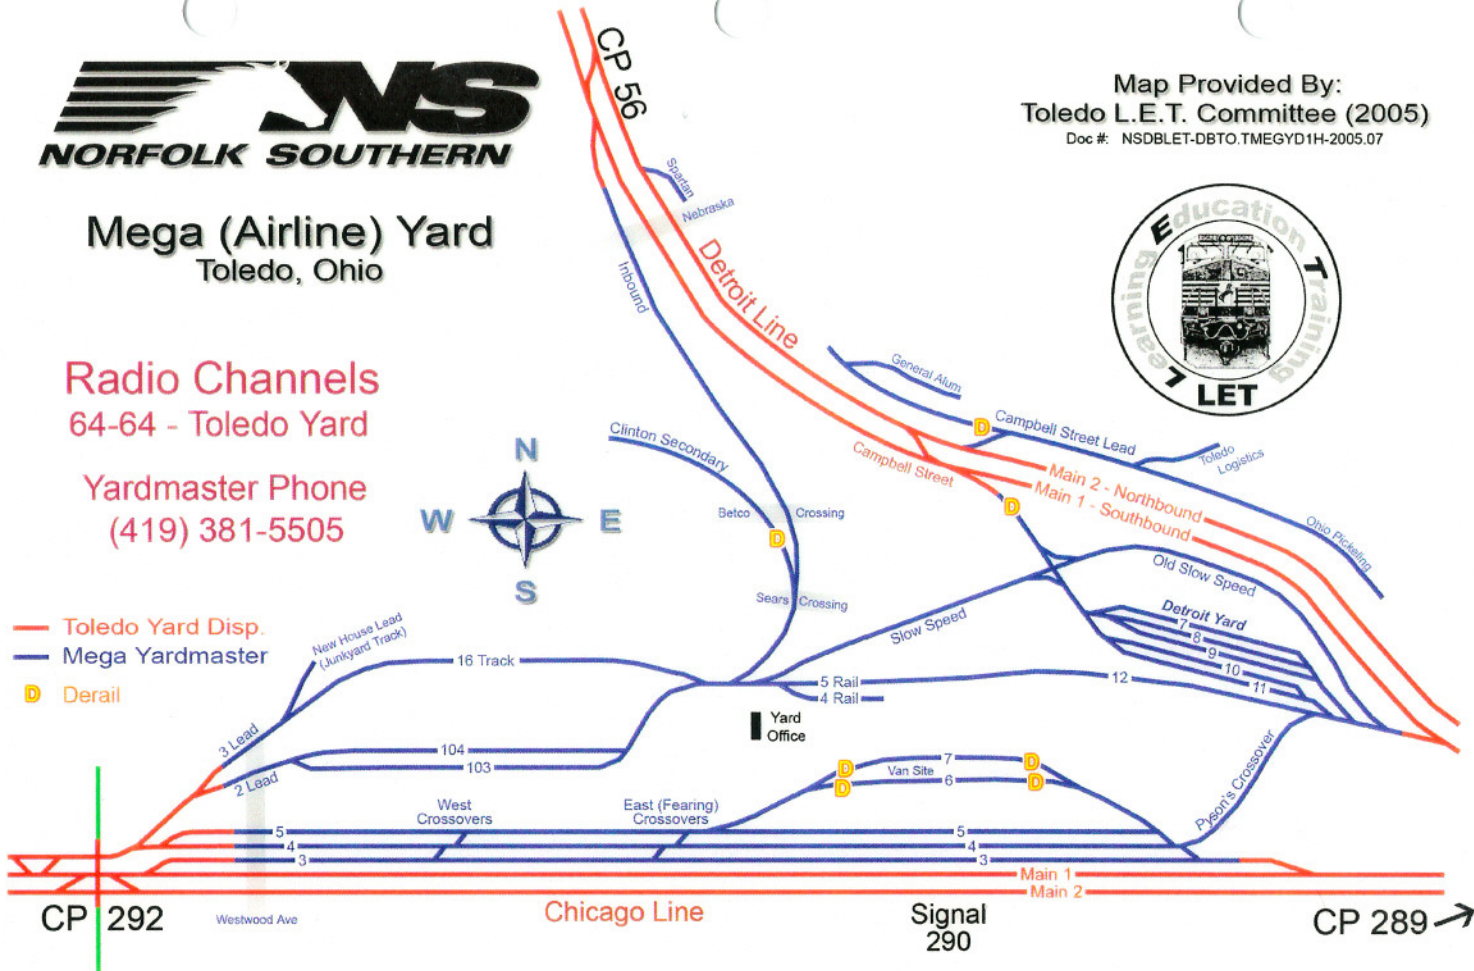 CP 56
NS
NORFOLK SOUTHERN
Map Provided By:
Toledo L.E.T. Committee (2005)
Doc #: NSDBLET-DBTO.TMEGYD1H-2005.07
Mega (Airline) Yard
Toledo, Ohio
Spartan
Nebraska
Learning Education Training
LET
Inbound
Detroit Line
Radio Channels
64-64 - Toledo Yard
Yardmaster Phone
(419) 381-5505
General Alum
D
Campbell Street Lead
Toledo
Logistics
Clinton Secondary
Campbell Street
Main 2 - Northbound
Main 1 - Southbound
D
Ohio Pickeling
N
W
E
S
Betco
Crossing
D
Sears
Crossing
Old Slow Speed
Slow Speed
Detroit Yard
7
8
9
10
11
Toledo Yard Disp.
Mega Yardmaster
D Derail
New House Lead
(Junkyard Track)
16 Track
5 Rail
4 Rail
12
Yard
Office
3 Lead
2 Lead
104
103
D
7
D
Van Site
D
6
D
Pyson's Crossover
West
Crossovers
East (Fearing)
Crossovers
5
5
4
4
3
3
Main 1
Main 2
CP 292
Westwood Ave
Chicago Line
Signal
290
CP 289